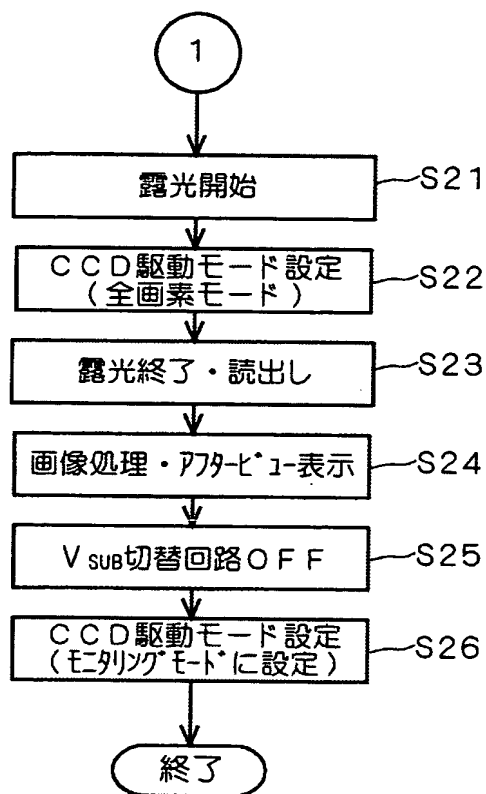 1
露光開始 S21
CCD駆動モード設定 S22
(全画素モード)
露光終了・読出し S23
画像処理・アフタービュー表示 S24
VSUB切替回路OFF S25
CCD駆動モード設定 S26
(モニタリングモードに設定)
終了